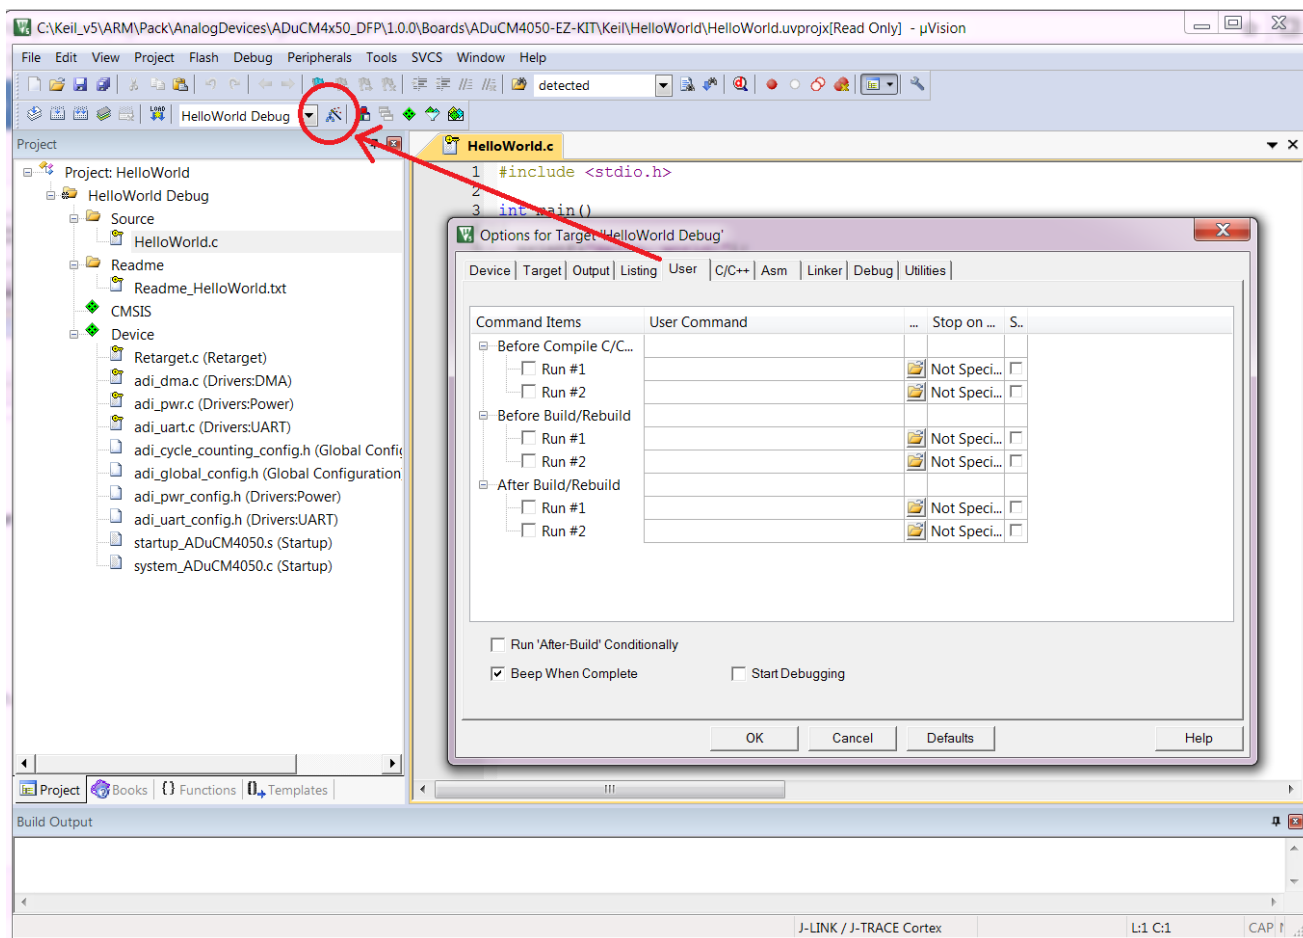 C:\Keil_v5\ARM\Pack\AnalogDevices\ADuCM4x50_DFP\1.0.0\Boards\ADuCM4050-EZ-KIT\Keil\HelloWorld\HelloWorld.uvprojx[Read Only] - µVision
File Edit View Project Flash Debug Peripherals Tools SVCS Window Help
detected
LOAD HelloWorld Debug
Project
HelloWorld.c
Project: HelloWorld
HelloWorld Debug
Source
HelloWorld.c
Readme
Readme_HelloWorld.txt
CMSIS
Device
Retarget.c (Retarget)
adi_dma.c (Drivers:DMA)
adi_pwr.c (Drivers:Power)
adi_uart.c (Drivers:UART)
adi_cycle_counting_config.h (Global Confi
adi_global_config.h (Global Configuration
adi_pwr_config.h (Drivers:Power)
adi_uart_config.h (Drivers:UART)
startup_ADuCM4050.s (Startup)
system_ADuCM4050.c (Startup)
1 #include <stdio.h>
2
3 int main()
Options for Target 'HelloWorld Debug'
Device Target Output Listing User C/C++ Asm Linker Debug Utilities
Command Items User Command ... Stop on ... S..
Before Compile C/C...
Run #1 Not Speci...
Run #2 Not Speci...
Before Build/Rebuild
Run #1 Not Speci...
Run #2 Not Speci...
After Build/Rebuild
Run #1 Not Speci...
Run #2 Not Speci...
Run 'After-Build' Conditionally
Beep When Complete Start Debugging
OK Cancel Defaults Help
Project Books {} Functions Templates
Build Output
J-LINK / J-TRACE Cortex L:1 C:1 CAP